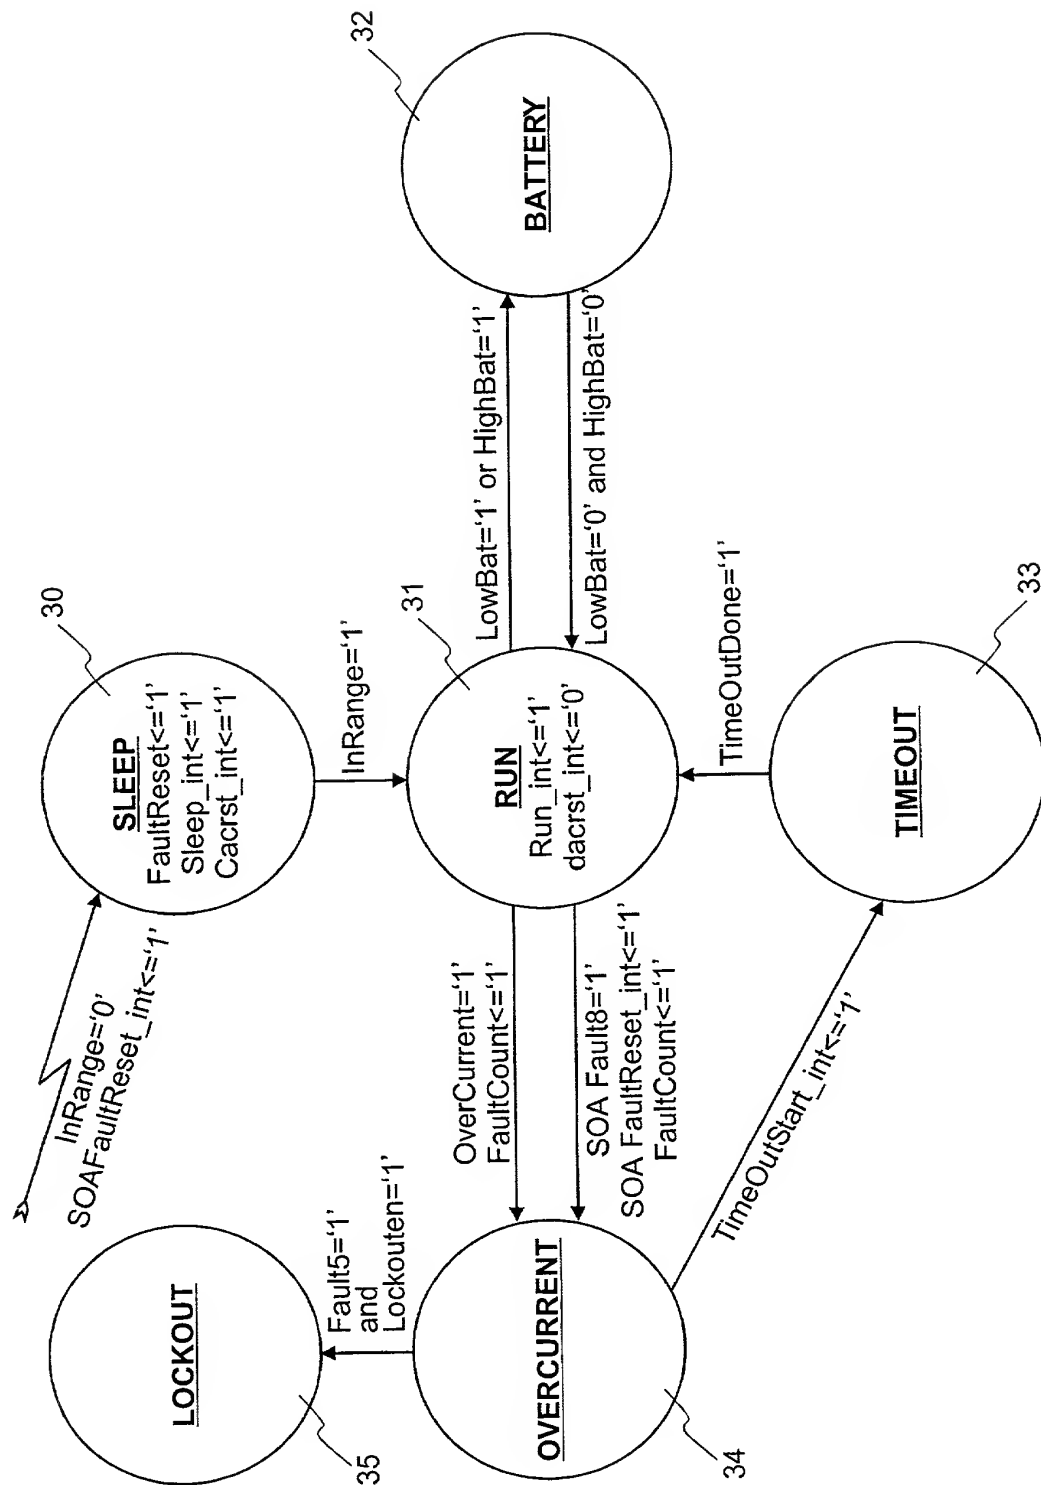 InRange='0'
SOAFaultReset_int<='1'
30
SLEEP
FaultReset<='1'
Sleep_int<='1'
Cacrst_int<='1'
InRange='1'
LOCKOUT
35
Fault5='1'
and
Lockouten='1'
OVERCURRENT
34
OverCurrent='1'
FaultCount<='1'
SOA Fault8='1'
SOA FaultReset_int<='1'
FaultCount<='1'
31
RUN
Run_int<='1'
dacrst_int<='0'
LowBat='1' or HighBat='1'
LowBat='0' and HighBat='0'
32
BATTERY
TimeOutStart_int<='1'
TimeOutDone='1'
TIMEOUT
33